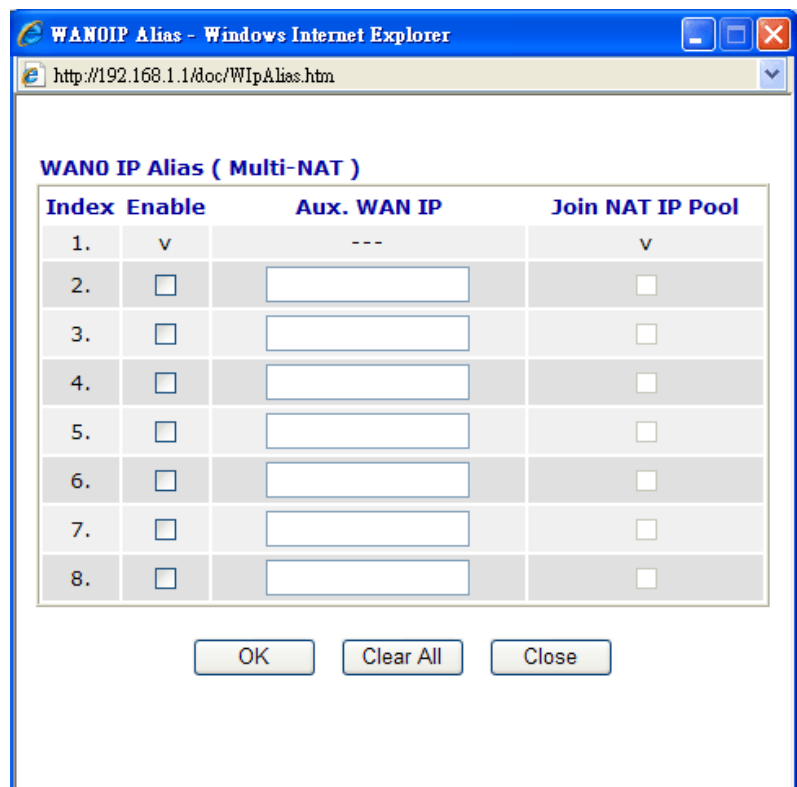 WAN0IP Alias - Windows Internet Explorer
http://192.168.1.1/doc/WIpAlias.htm
WAN0 IP Alias ( Multi-NAT )
Index Enable Aux. WAN IP Join NAT IP Pool
1. v --- v
2.
3.
4.
5.
6.
7.
8.
OK Clear All Close